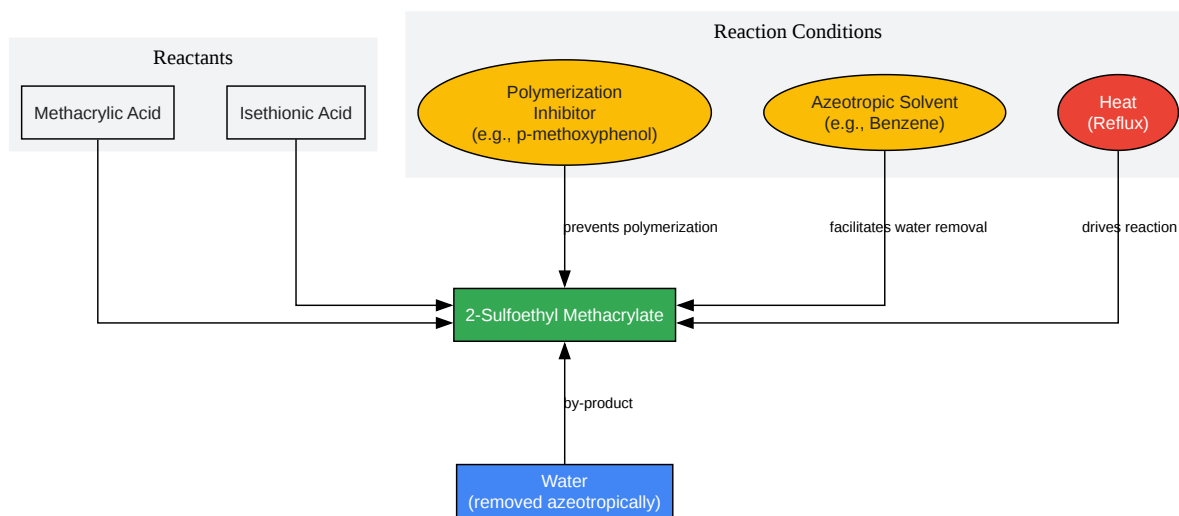 Reaction Conditions
Reactants
Methacrylic Acid
Isethionic Acid
Polymerization
Inhibitor
(e.g., p-methoxyphenol)
Azeotropic Solvent
(e.g., Benzene)
Heat
(Reflux)
prevents polymerization
facilitates water removal
drives reaction
2-Sulfoethyl Methacrylate
by-product
Water
(removed azeotropically)